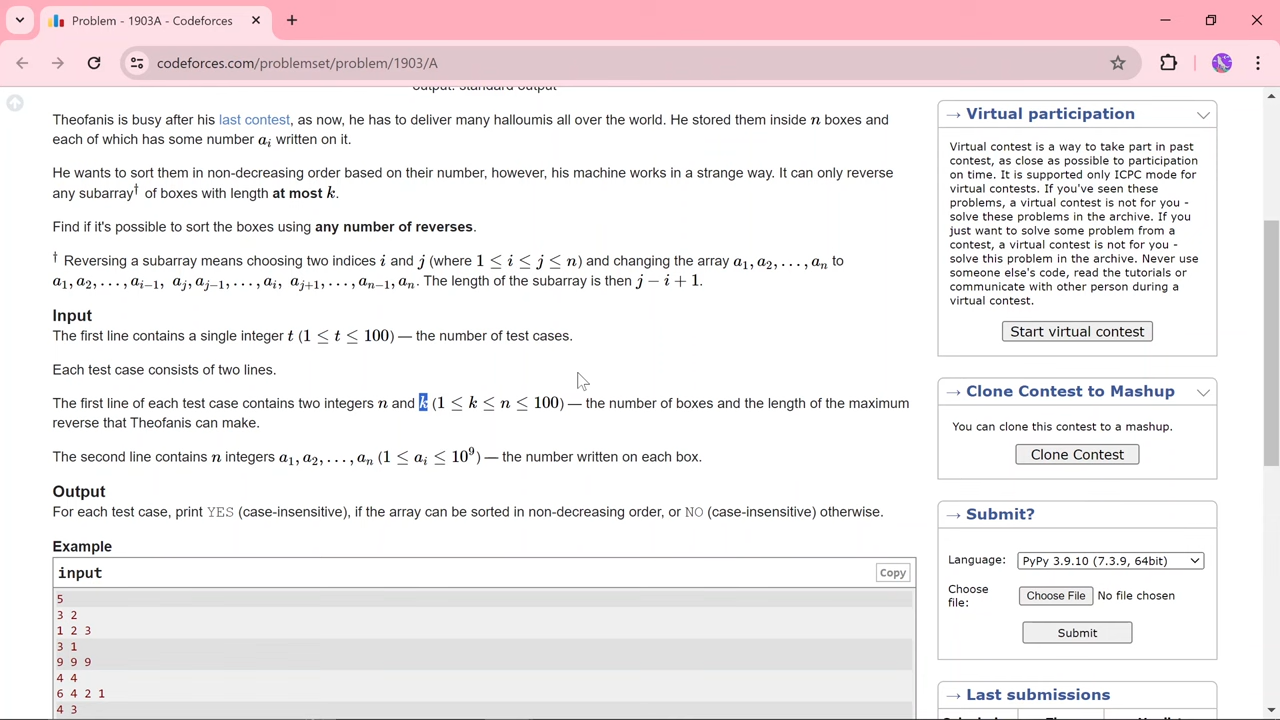 Problem - 1903A - Codeforces
codeforces.com/problemset/problem/1903/A
Theofanis is busy after his last contest, as now, he has to deliver many halloumis all over the world. He stored them inside n boxes and
each of which has some number aᵢ written on it.
He wants to sort them in non-decreasing order based on their number, however, his machine works in a strange way. It can only reverse
any subarray† of boxes with length at most k.
Find if it's possible to sort the boxes using any number of reverses.
† Reversing a subarray means choosing two indices i and j (where 1 ≤ i ≤ j ≤ n) and changing the array a₁, a₂, …, aₙ to
a₁, a₂, …, aᵢ₋₁, aⱼ, aⱼ₋₁, …, aᵢ, aⱼ₊₁, …, aₙ₋₁, aₙ. The length of the subarray is then j − i + 1.
Input
The first line contains a single integer t (1 ≤ t ≤ 100) — the number of test cases.
Each test case consists of two lines.
The first line of each test case contains two integers n and k (1 ≤ k ≤ n ≤ 100) — the number of boxes and the length of the maximum
reverse that Theofanis can make.
The second line contains n integers a₁, a₂, …, aₙ (1 ≤ aᵢ ≤ 10⁹) — the number written on each box.
Output
For each test case, print YES (case-insensitive), if the array can be sorted in non-decreasing order, or NO (case-insensitive) otherwise.
Example
input
Copy
5
3 2
1 2 3
3 1
9 9 9
4 4
6 4 2 1
4 3
→ Virtual participation
Virtual contest is a way to take part in past
contest, as close as possible to participation
on time. It is supported only ICPC mode for
virtual contests. If you've seen these
problems, a virtual contest is not for you -
solve these problems in the archive. If you
just want to solve some problem from a
contest, a virtual contest is not for you -
solve this problem in the archive. Never use
someone else's code, read the tutorials or
communicate with other person during a
virtual contest.
Start virtual contest
→ Clone Contest to Mashup
You can clone this contest to a mashup.
Clone Contest
→ Submit?
Language:
PyPy 3.9.10 (7.3.9, 64bit)
Choose
file:
Choose File
No file chosen
Submit
→ Last submissions